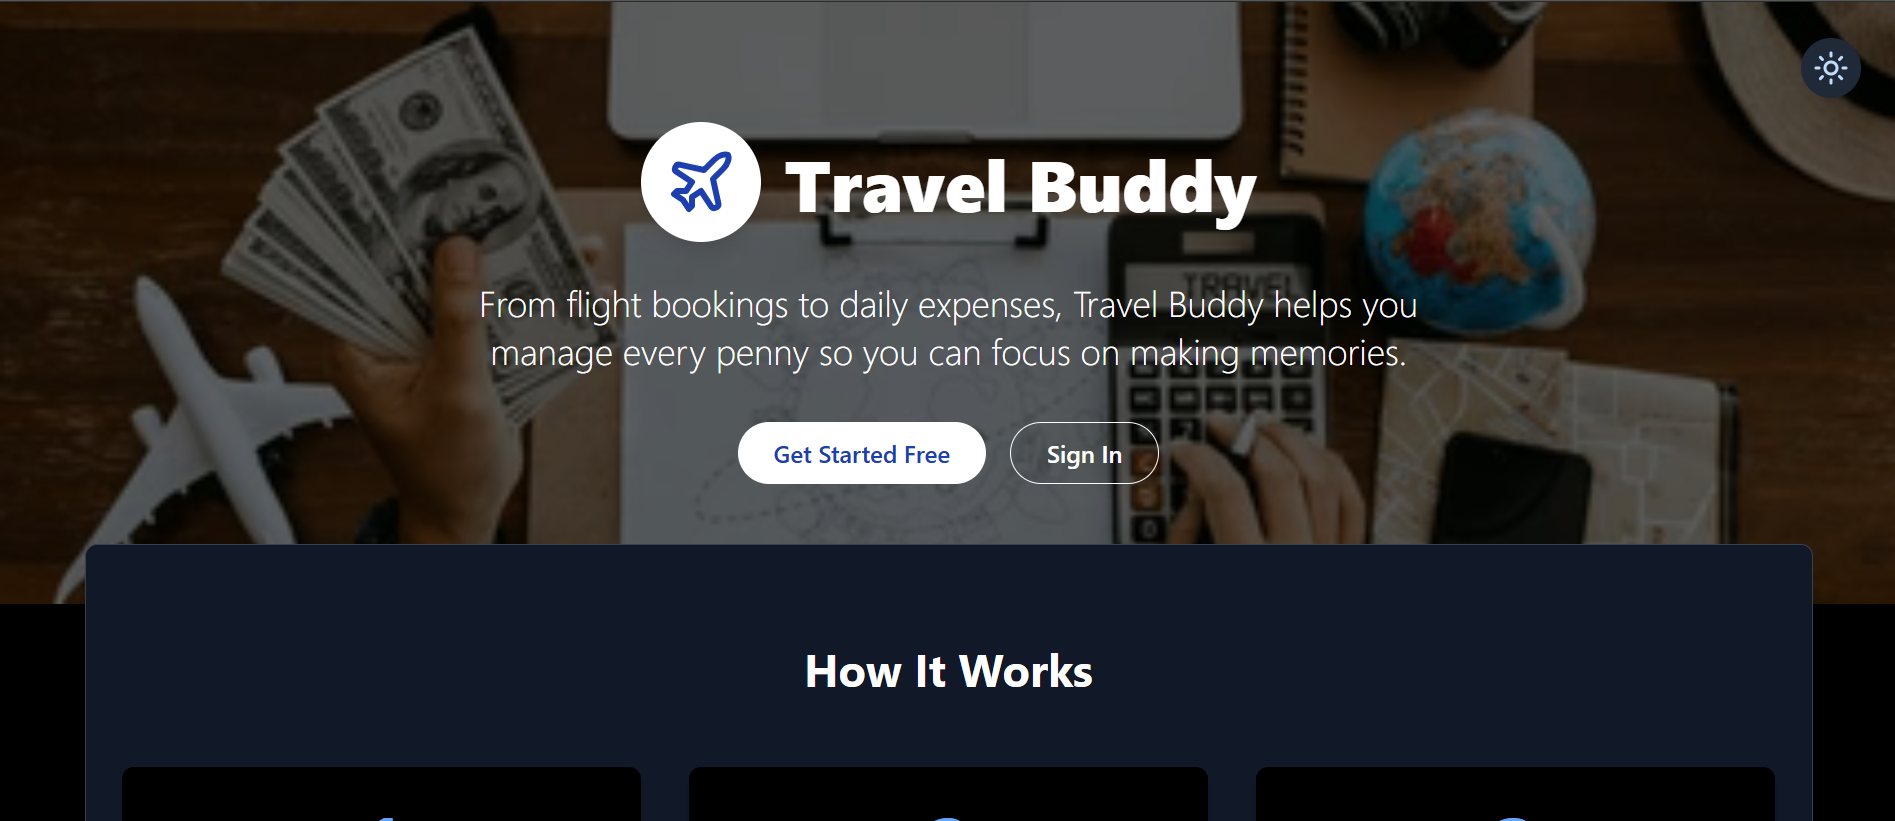 Travel Buddy
TRAVEL
From flight bookings to daily expenses, Travel Buddy helps you
manage every penny so you can focus on making memories.
Get Started Free
Sign In
How It Works